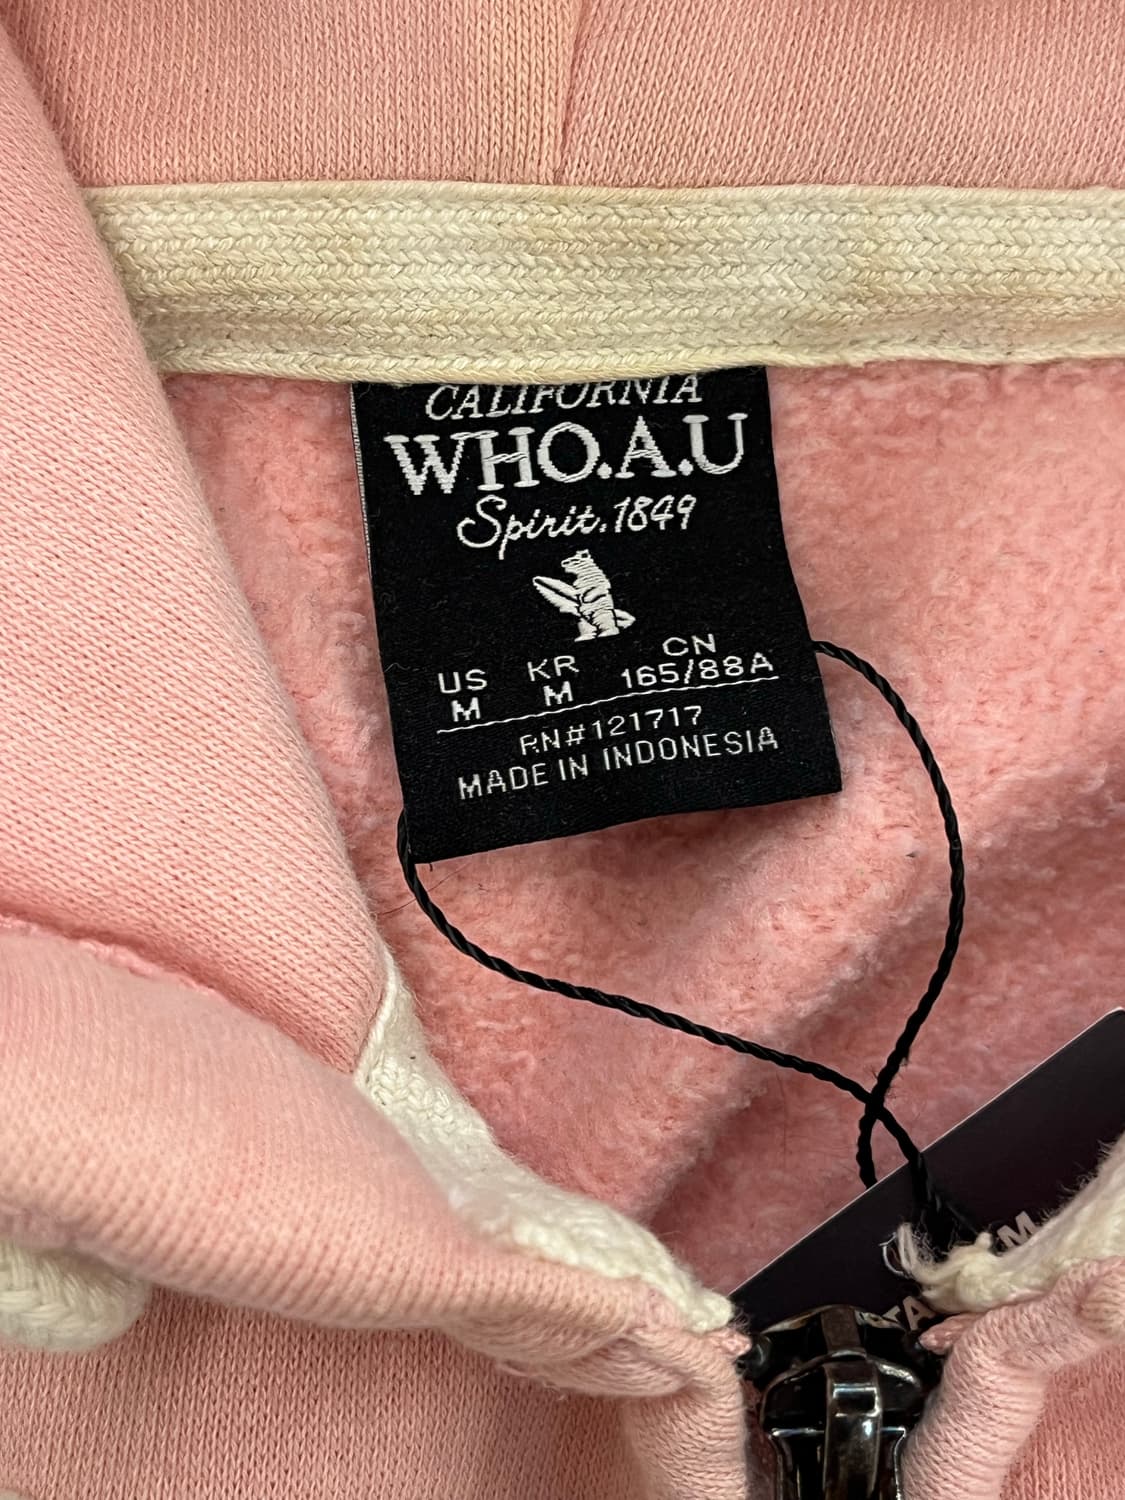 CALIFORNIA
WHO.A.U
Spirit.1849
US KR CN
M M 165/88A
RN#121717
MADE IN INDONESIA